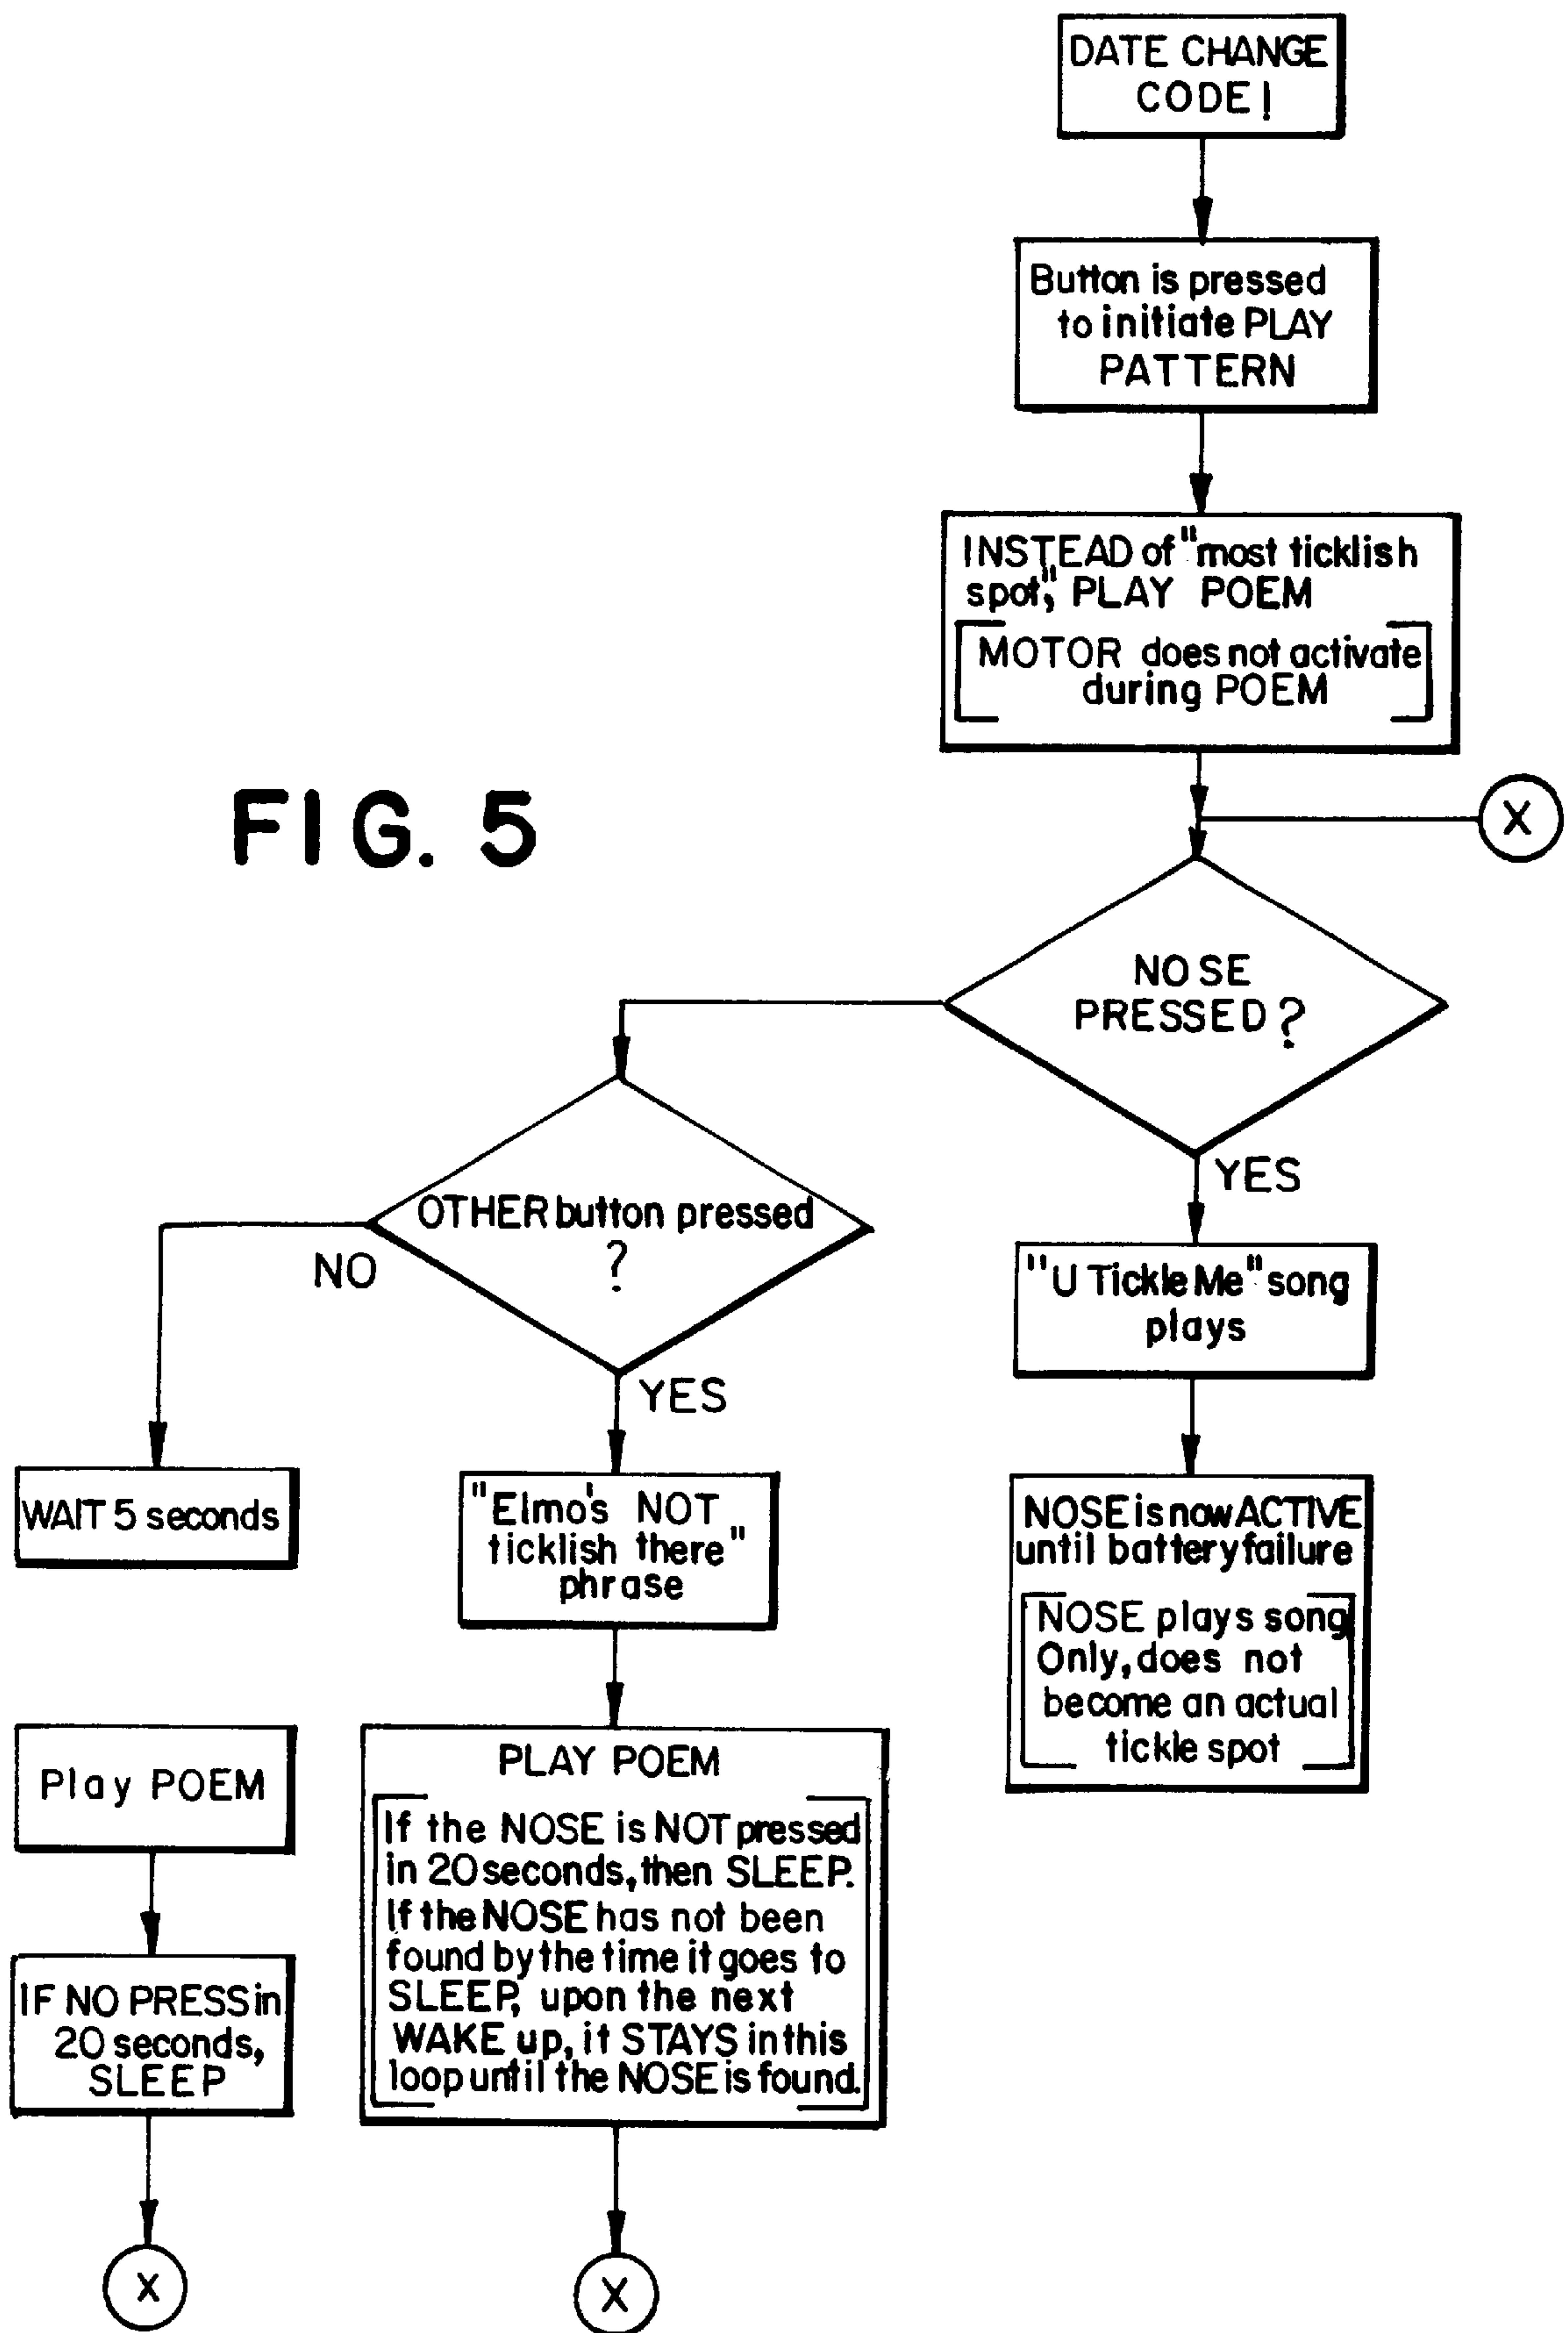 DATE CHANGE
CODE!
Button is pressed
to initiate PLAY
PATTERN
INSTEAD of "most ticklish
spot", PLAY POEM
MOTOR does not activate
during POEM
FIG. 5
X
NOSE
PRESSED?
YES
OTHER button pressed
?
NO
YES
"U Tickle Me" song
plays
WAIT 5 seconds
"Elmo's NOT
ticklish there"
phrase
NOSE is now ACTIVE
until battery failure
NOSE plays song
Only, does not
become an actual
tickle spot
Play POEM
PLAY POEM
If the NOSE is NOT pressed
in 20 seconds, then SLEEP.
If the NOSE has not been
found by the time it goes to
SLEEP, upon the next
WAKE up, it STAYS in this
loop until the NOSE is found.
IF NO PRESS in
20 seconds,
SLEEP
X
X